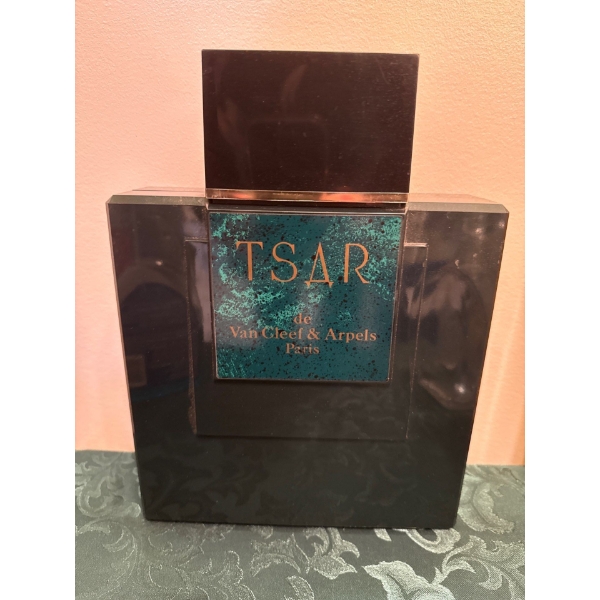 TSAR
de
Van Cleef & Arpels
Paris